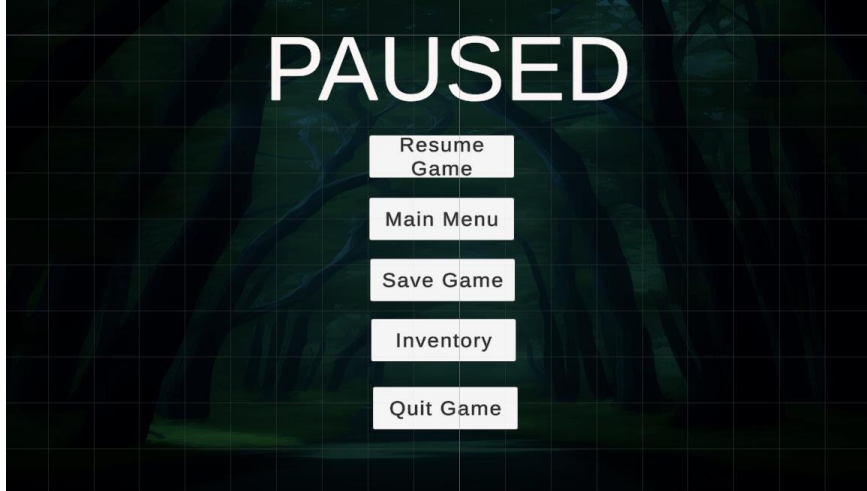 PAUSED
Resume
Game
Main Menu
Save Game
Inventory
Quit Game